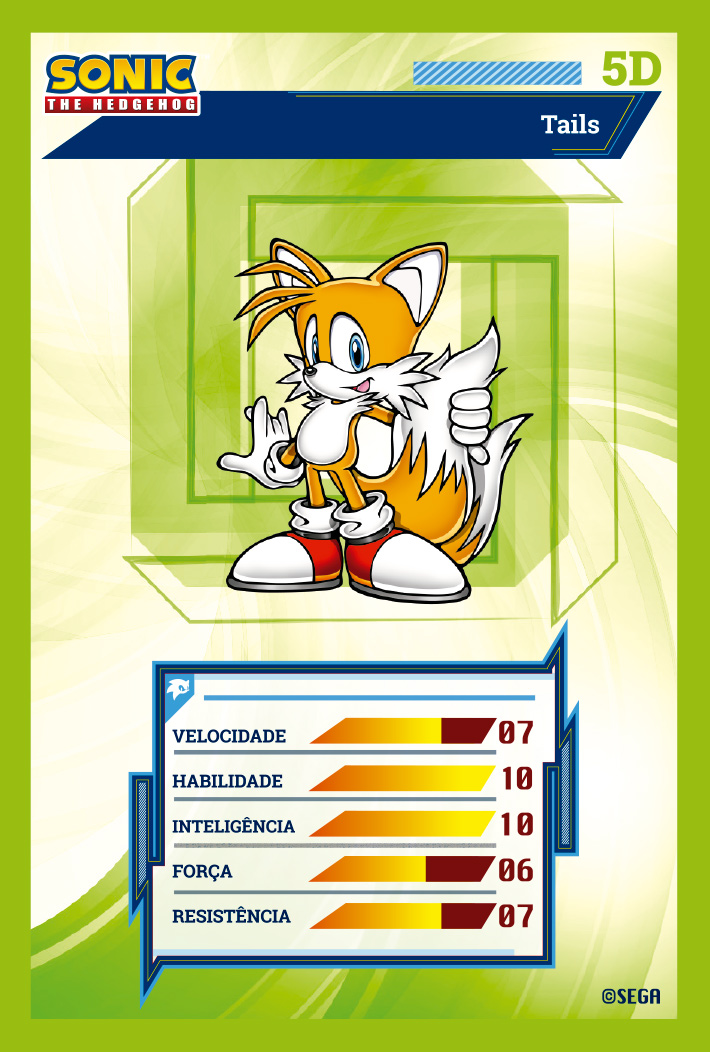 SONIC
THE HEDGEHOG
5D
Tails
VELOCIDADE 07
HABILIDADE 10
INTELIGÊNCIA 10
FORÇA 06
RESISTÊNCIA 07
©SEGA